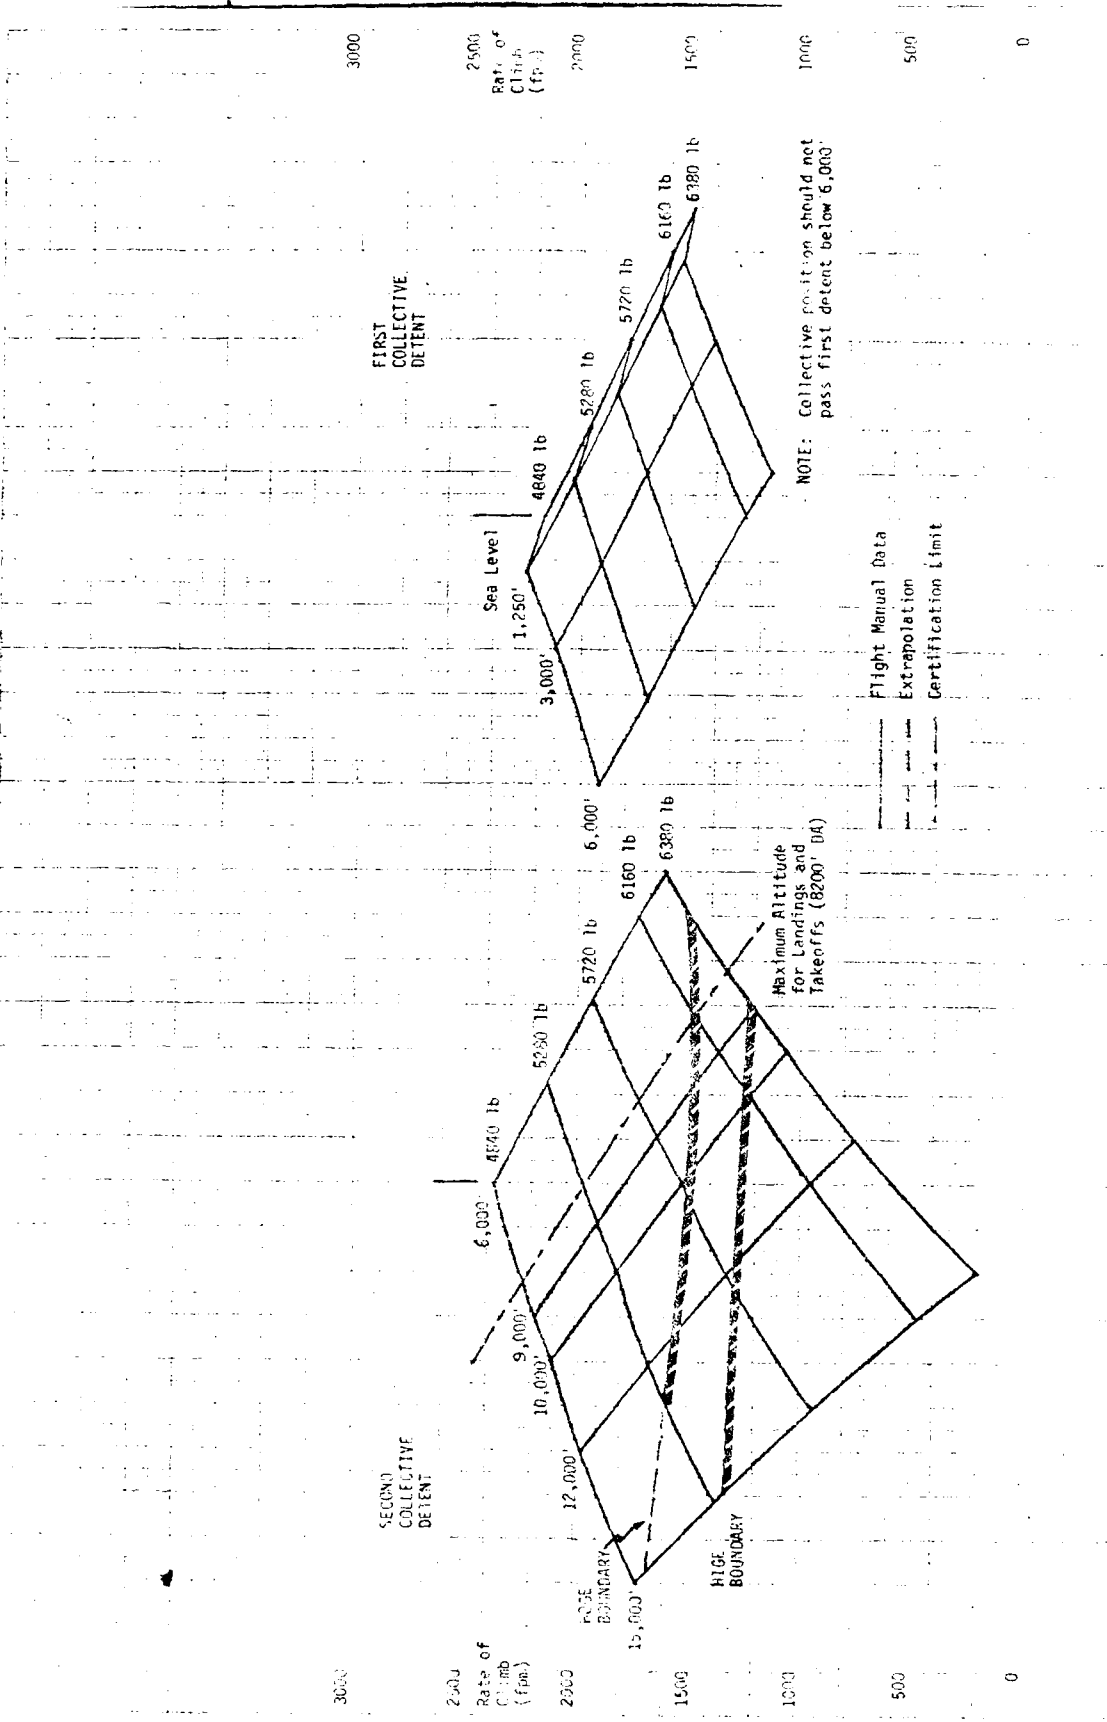 SECOND
COLLECTIVE
DETENT
FIRST
COLLECTIVE
DETENT
3000
2500
Rate of
Climb
(fpm)
2000
1500
1000
500
0
15,000'
12,000'
10,000'
9,000'
6,000'
4840 lb
5280 lb
5720 lb
6160 lb
6380 lb
HOGE
BOUNDARY
HIGE
BOUNDARY
Maximum Altitude
for Landings and
Takeoffs (8200' DA)
6,000'
3,000'
1,250'
Sea Level
4840 lb
5280 lb
5720 lb
6160 lb
6380 lb
3000
2500
Rate of
Climb
(fpm)
2000
1500
1000
500
0
NOTE: Collective position should not
pass first detent below 6,000'
Flight Manual Data
Extrapolation
Certification Limit